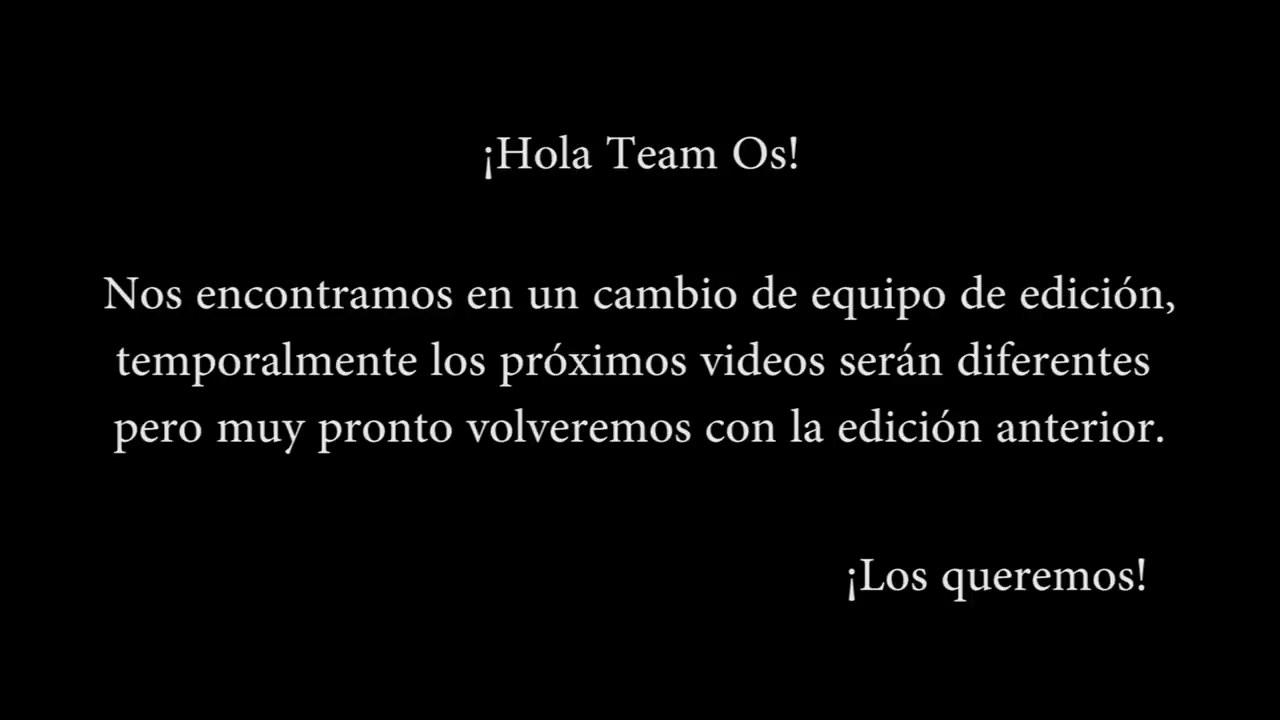 ¡Hola Team Os!
Nos encontramos en un cambio de equipo de edición,
temporalmente los próximos videos serán diferentes
pero muy pronto volveremos con la edición anterior.
¡Los queremos!